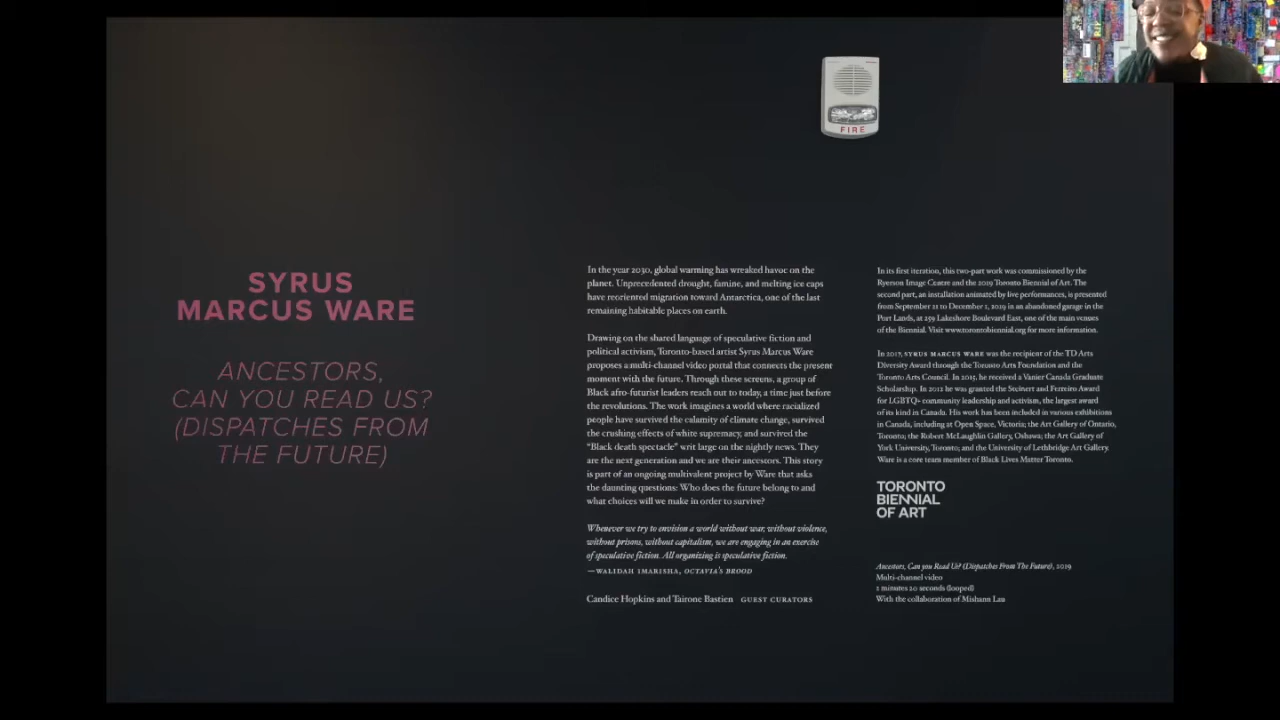 FIRE
SYRUS
MARCUS WARE
ANCESTORS,
CAN YOU READ US?
(DISPATCHES FROM
THE FUTURE)
In the year 2030, global warming has wreaked havoc on the
planet. Unprecedented drought, famine, and melting ice caps
have reoriented migration toward Antarctica, one of the last
remaining habitable places on earth.
Drawing on the shared language of speculative fiction and
political activism, Toronto-based artist Syrus Marcus Ware
proposes a multi-channel video portal that connects the present
moment with the future. Through these screens, a group of
Black afro-futurist leaders reach out to today, a time just before
the revolutions. The work imagines a world where racialized
people have survived the calamity of climate change, survived
the crushing effects of white supremacy, and survived the
"Black death spectacle" writ large on the nightly news. They
are the next generation and we are their ancestors. This story
is part of an ongoing multivalent project by Ware that asks
the daunting questions: Who does the future belong to and
what choices will we make in order to survive?
Whenever we try to envision a world without war, without violence,
without prisons, without capitalism, we are engaging in an exercise
of speculative fiction. All organizing is speculative fiction.
—WALIDAH IMARISHA, OCTAVIA'S BROOD
Candice Hopkins and Tairone Bastien GUEST CURATORS
In its first iteration, this two-part work was commissioned by the
Ryerson Image Centre and the 2019 Toronto Biennial of Art. The
second part, an installation animated by live performances, is presented
from September 21 to December 1, 2019 in an abandoned garage in the
Port Lands, at 259 Lakeshore Boulevard East, one of the main venues
of the Biennial. Visit www.torontobiennial.org for more information.
In 2017, SYRUS MARCUS WARE was the recipient of the TD Arts
Diversity Award through the Toronto Arts Foundation and the
Toronto Arts Council. In 2015, he received a Vanier Canada Graduate
Scholarship. In 2012 he was granted the Steinert and Ferreiro Award
for LGBTQ+ community leadership and activism, the largest award
of its kind in Canada. His work has been included in various exhibitions
in Canada, including at Open Space, Victoria; the Art Gallery of Ontario,
Toronto; the Robert McLaughlin Gallery, Oshawa; the Art Gallery of
York University, Toronto; and the University of Lethbridge Art Gallery.
Ware is a core team member of Black Lives Matter Toronto.
TORONTO
BIENNIAL
OF ART
Ancestors, Can you Read Us? (Dispatches From The Future), 2019
Multi-channel video
2 minutes 20 seconds (looped)
With the collaboration of Mishann Lau